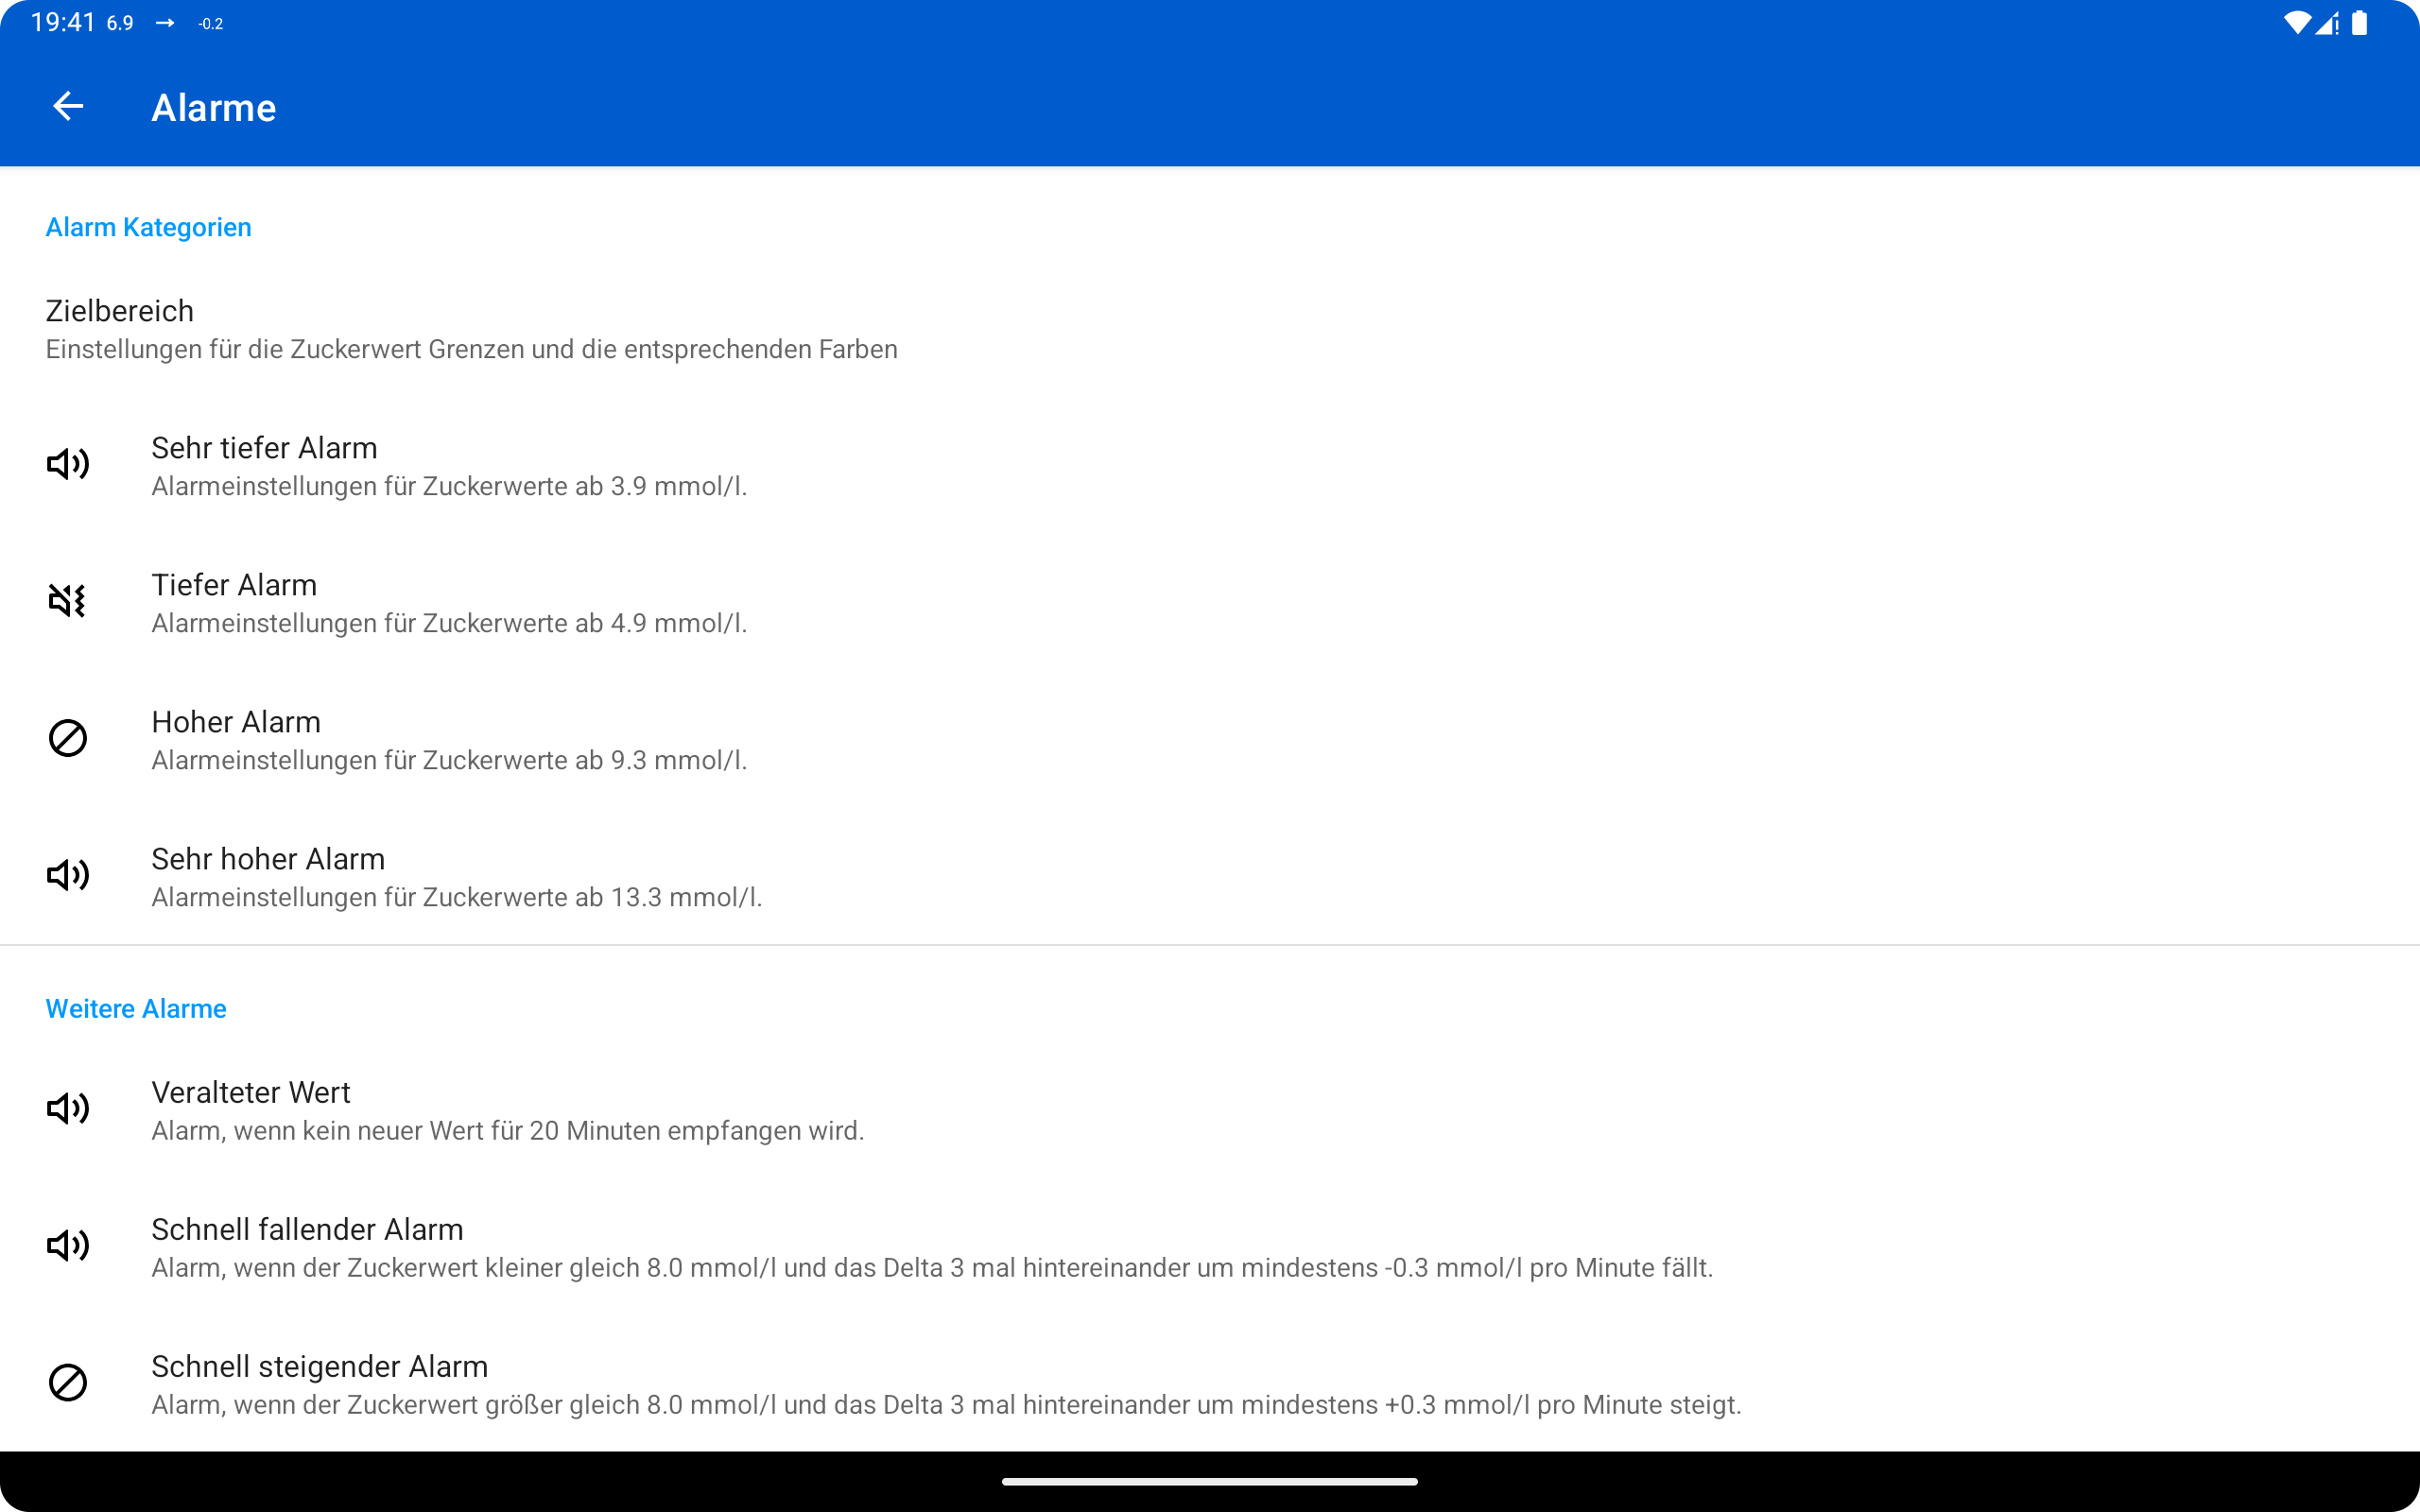 19:41 6.9 → -0.2
Alarme
Alarm Kategorien
Zielbereich
Einstellungen für die Zuckerwert Grenzen und die entsprechenden Farben
Sehr tiefer Alarm
Alarmeinstellungen für Zuckerwerte ab 3.9 mmol/l.
Tiefer Alarm
Alarmeinstellungen für Zuckerwerte ab 4.9 mmol/l.
Hoher Alarm
Alarmeinstellungen für Zuckerwerte ab 9.3 mmol/l.
Sehr hoher Alarm
Alarmeinstellungen für Zuckerwerte ab 13.3 mmol/l.
Weitere Alarme
Veralteter Wert
Alarm, wenn kein neuer Wert für 20 Minuten empfangen wird.
Schnell fallender Alarm
Alarm, wenn der Zuckerwert kleiner gleich 8.0 mmol/l und das Delta 3 mal hintereinander um mindestens -0.3 mmol/l pro Minute fällt.
Schnell steigender Alarm
Alarm, wenn der Zuckerwert größer gleich 8.0 mmol/l und das Delta 3 mal hintereinander um mindestens +0.3 mmol/l pro Minute steigt.